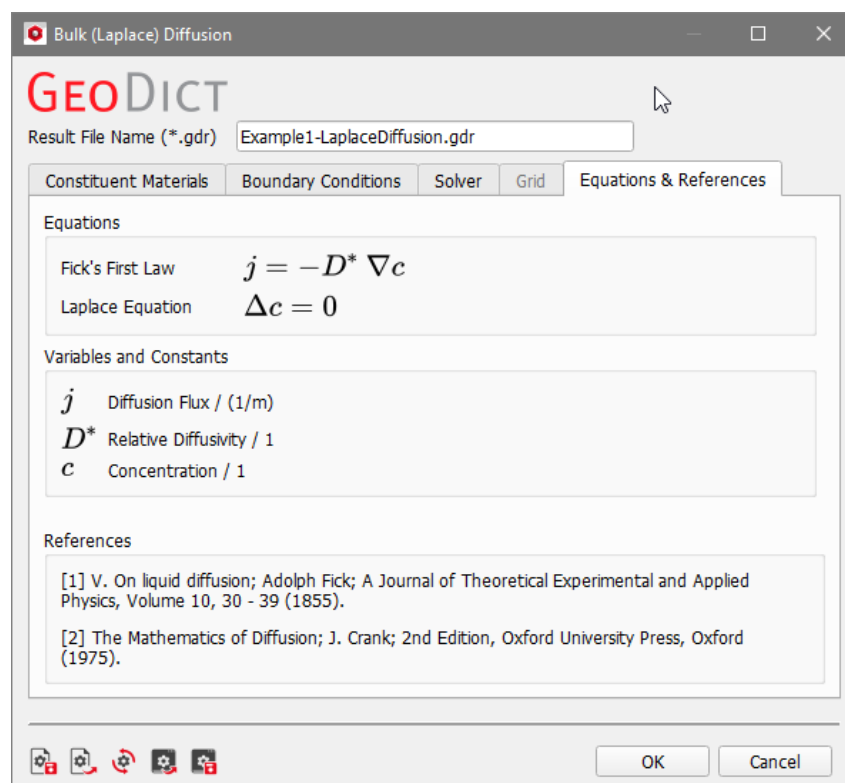 Bulk (Laplace) Diffusion
GEODICT
Result File Name (*.gdr) Example1-LaplaceDiffusion.gdr
Constituent Materials Boundary Conditions Solver Grid Equations & References
Equations
Fick's First Law j = −D* ∇c
Laplace Equation Δc = 0
Variables and Constants
j Diffusion Flux / (1/m)
D* Relative Diffusivity / 1
c Concentration / 1
References
[1] V. On liquid diffusion; Adolph Fick; A Journal of Theoretical Experimental and Applied
Physics, Volume 10, 30 - 39 (1855).
[2] The Mathematics of Diffusion; J. Crank; 2nd Edition, Oxford University Press, Oxford
(1975).
OK Cancel